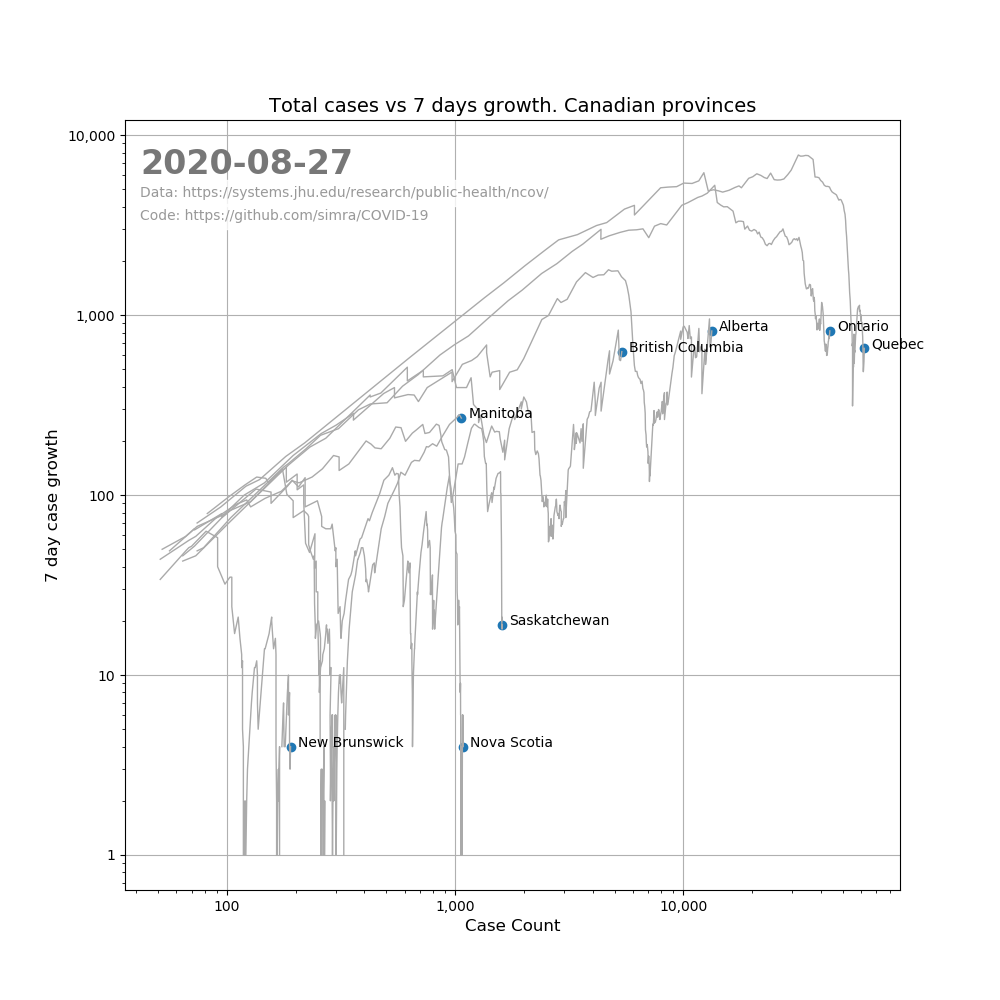 Total cases vs 7 days growth. Canadian provinces
10,000
2020-08-27
Data: https://systems.jhu.edu/research/public-health/ncov/
Code: https://github.com/simra/COVID-19
1,000
Alberta
Ontario
Quebec
British Columbia
Manitoba
7 day case growth
100
Saskatchewan
10
New Brunswick
Nova Scotia
1
100
1,000
10,000
Case Count